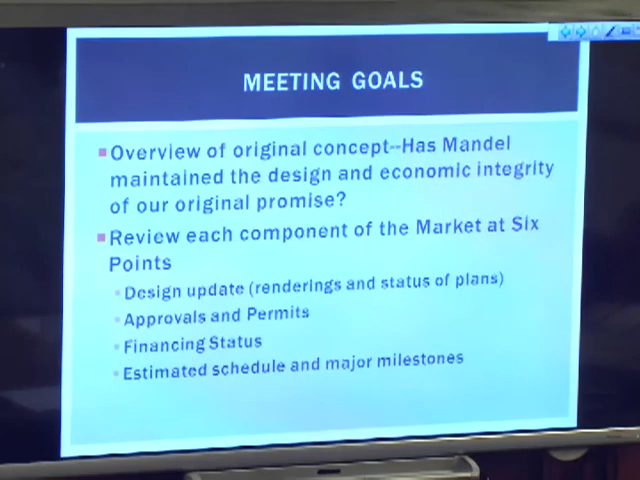 MEETING GOALS
Overview of original concept--Has Mandel
maintained the design and economic integrity
of our original promise?
Review each component of the Market at Six
Points
Design update (renderings and status of plans)
Approvals and Permits
Financing Status
Estimated schedule and major milestones